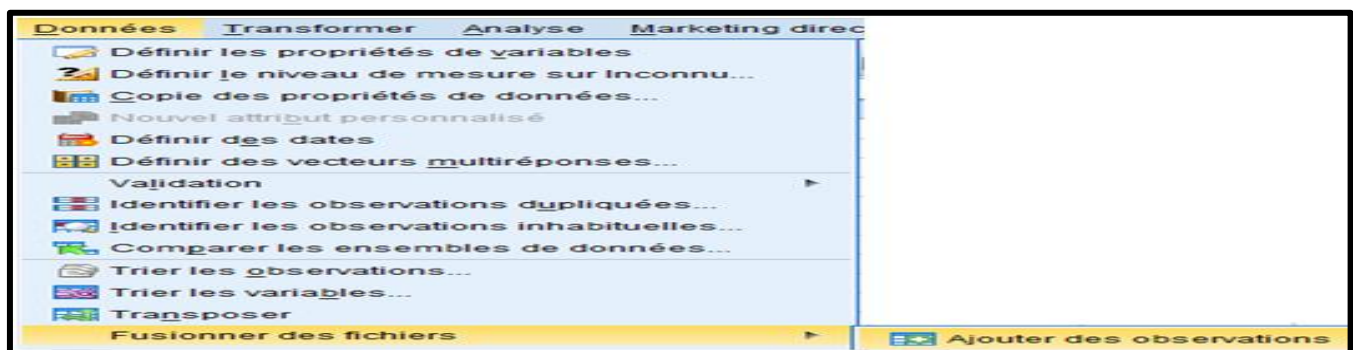 Données Transformer Analyse Marketing direc
Définir les propriétés de variables
Définir le niveau de mesure sur Inconnu...
Copie des propriétés de données...
Nouvel attribut personnalisé
Définir des dates
Définir des vecteurs multiréponses...
Validation
Identifier les observations dupliquées...
Identifier les observations inhabituelles...
Comparer les ensembles de données...
Trier les observations...
Trier les variables...
Transposer
Fusionner des fichiers
Ajouter des observations